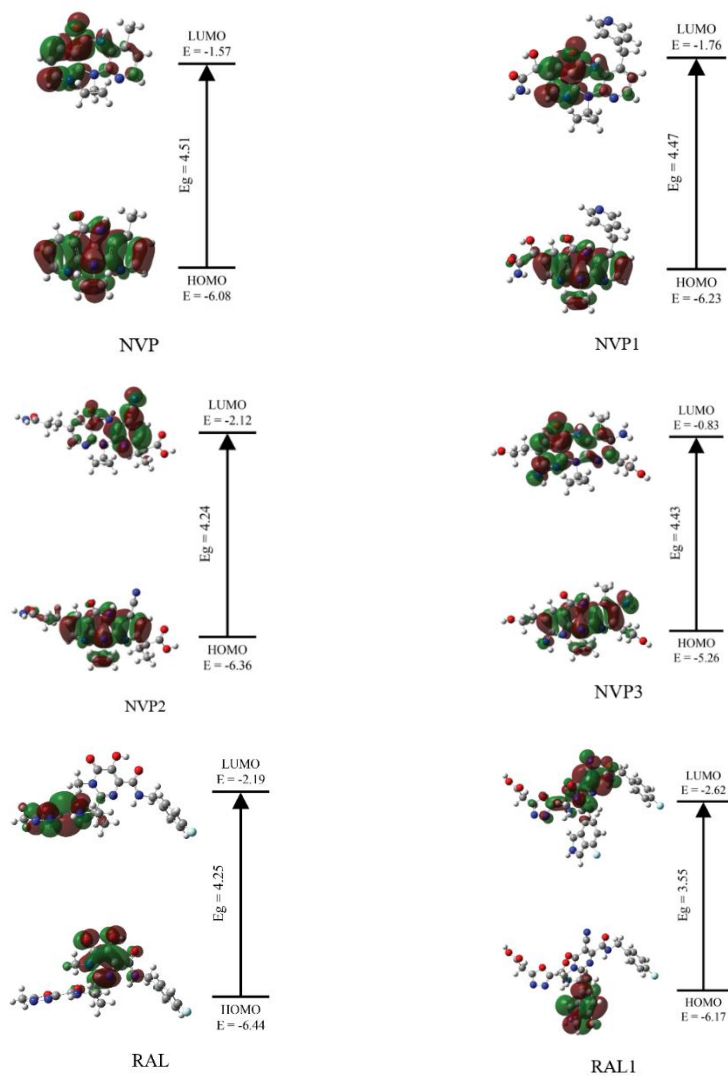 LUMO
E = -1.57
Eg = 4.51
HOMO
E = -6.08
NVP
LUMO
E = -1.76
Eg = 4.47
HOMO
E = -6.23
NVP1
LUMO
E = -2.12
Eg = 4.24
HOMO
E = -6.36
NVP2
LUMO
E = -0.83
Eg = 4.43
HOMO
E = -5.26
NVP3
LUMO
E = -2.19
Eg = 4.25
HOMO
E = -6.44
RAL
LUMO
E = -2.62
Eg = 3.55
HOMO
E = -6.17
RAL1